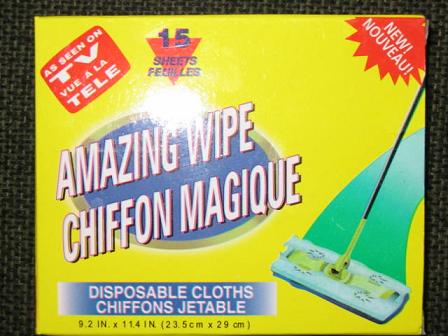 AS SEEN ON
TV
VUE À LA
TELE
15
SHEETS
FEUILLES
NEW!
NOUVEAU!
AMAZING WIPE
CHIFFON MAGIQUE
DISPOSABLE CLOTHS
CHIFFONS JETABLE
9.2 IN. x 11.4 IN. (23.5cm x 29 cm)